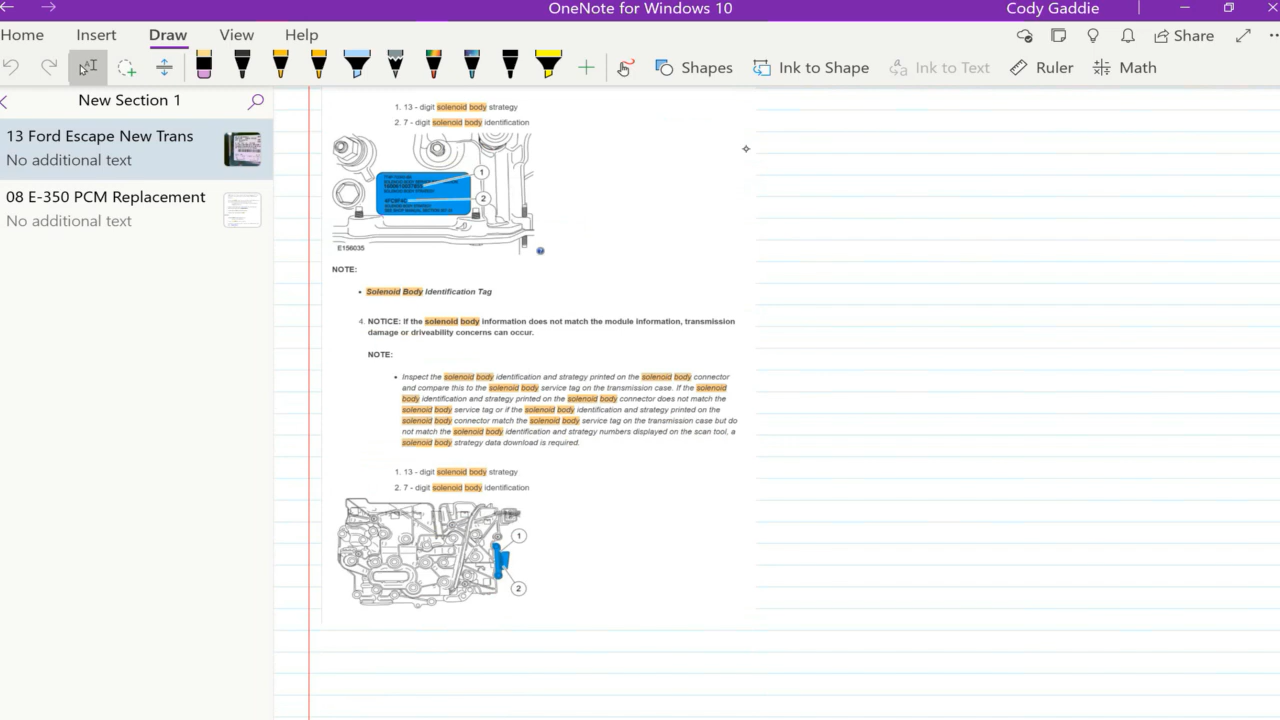 OneNote for Windows 10
Cody Gaddie
Home
Insert
Draw
View
Help
Share
Shapes
Ink to Shape
Ink to Text
Ruler
Math
New Section 1
13 Ford Escape New Trans
No additional text
08 E-350 PCM Replacement
No additional text
1. 13 - digit solenoid body strategy
2. 7 - digit solenoid body identification
1
2
E156035
NOTE:
• Solenoid Body Identification Tag
4. NOTICE: If the solenoid body information does not match the module information, transmission
damage or driveability concerns can occur.
NOTE:
• Inspect the solenoid body identification and strategy printed on the solenoid body connector
and compare this to the solenoid body service tag on the transmission case. If the solenoid
body identification and strategy printed on the solenoid body connector does not match the
solenoid body service tag or if the solenoid body identification and strategy printed on the
solenoid body connector match the solenoid body service tag on the transmission case but do
not match the solenoid body identification and strategy numbers displayed on the scan tool, a
solenoid body strategy data download is required.
1. 13 - digit solenoid body strategy
2. 7 - digit solenoid body identification
1
2